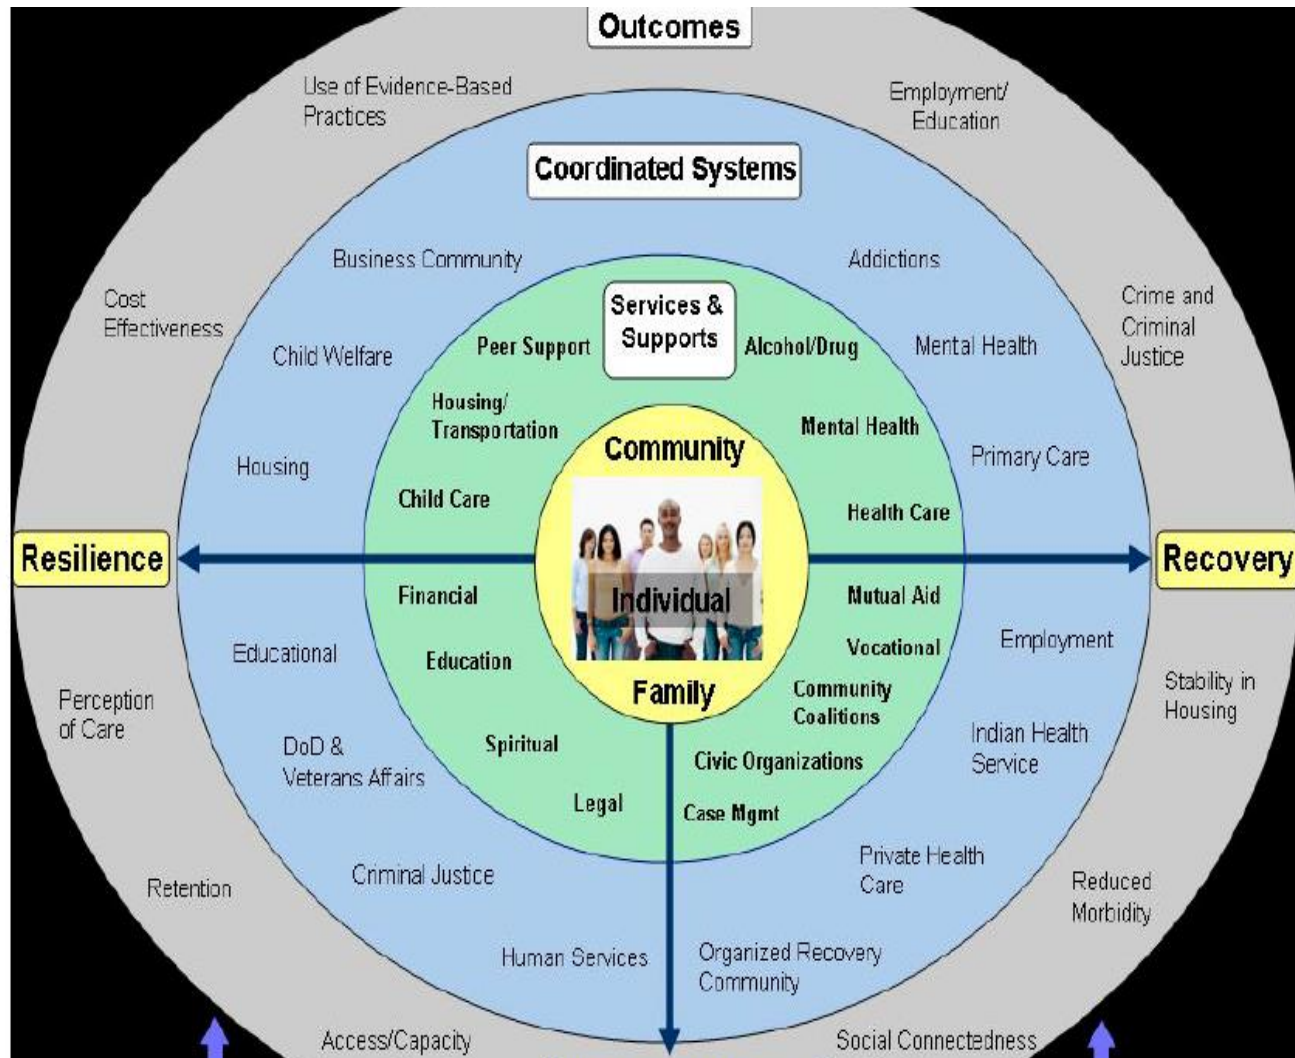 Outcomes
Use of Evidence-Based
Practices
Employment/
Education
Coordinated Systems
Business Community
Addictions
Cost
Effectiveness
Crime and
Criminal
Justice
Services &
Supports
Child Welfare
Peer Support
Alcohol/Drug
Mental Health
Housing/
Transportation
Mental Health
Community
Housing
Primary Care
Child Care
Health Care
Resilience
Recovery
Individual
Financial
Mutual Aid
Educational
Education
Vocational
Employment
Family
Community
Coalitions
Perception
of Care
Stability in
Housing
DoD &
Veterans Affairs
Spiritual
Civic Organizations
Indian Health
Service
Legal
Case Mgmt
Criminal Justice
Private Health
Care
Retention
Reduced
Morbidity
Human Services
Organized Recovery
Community
Access/Capacity
Social Connectedness